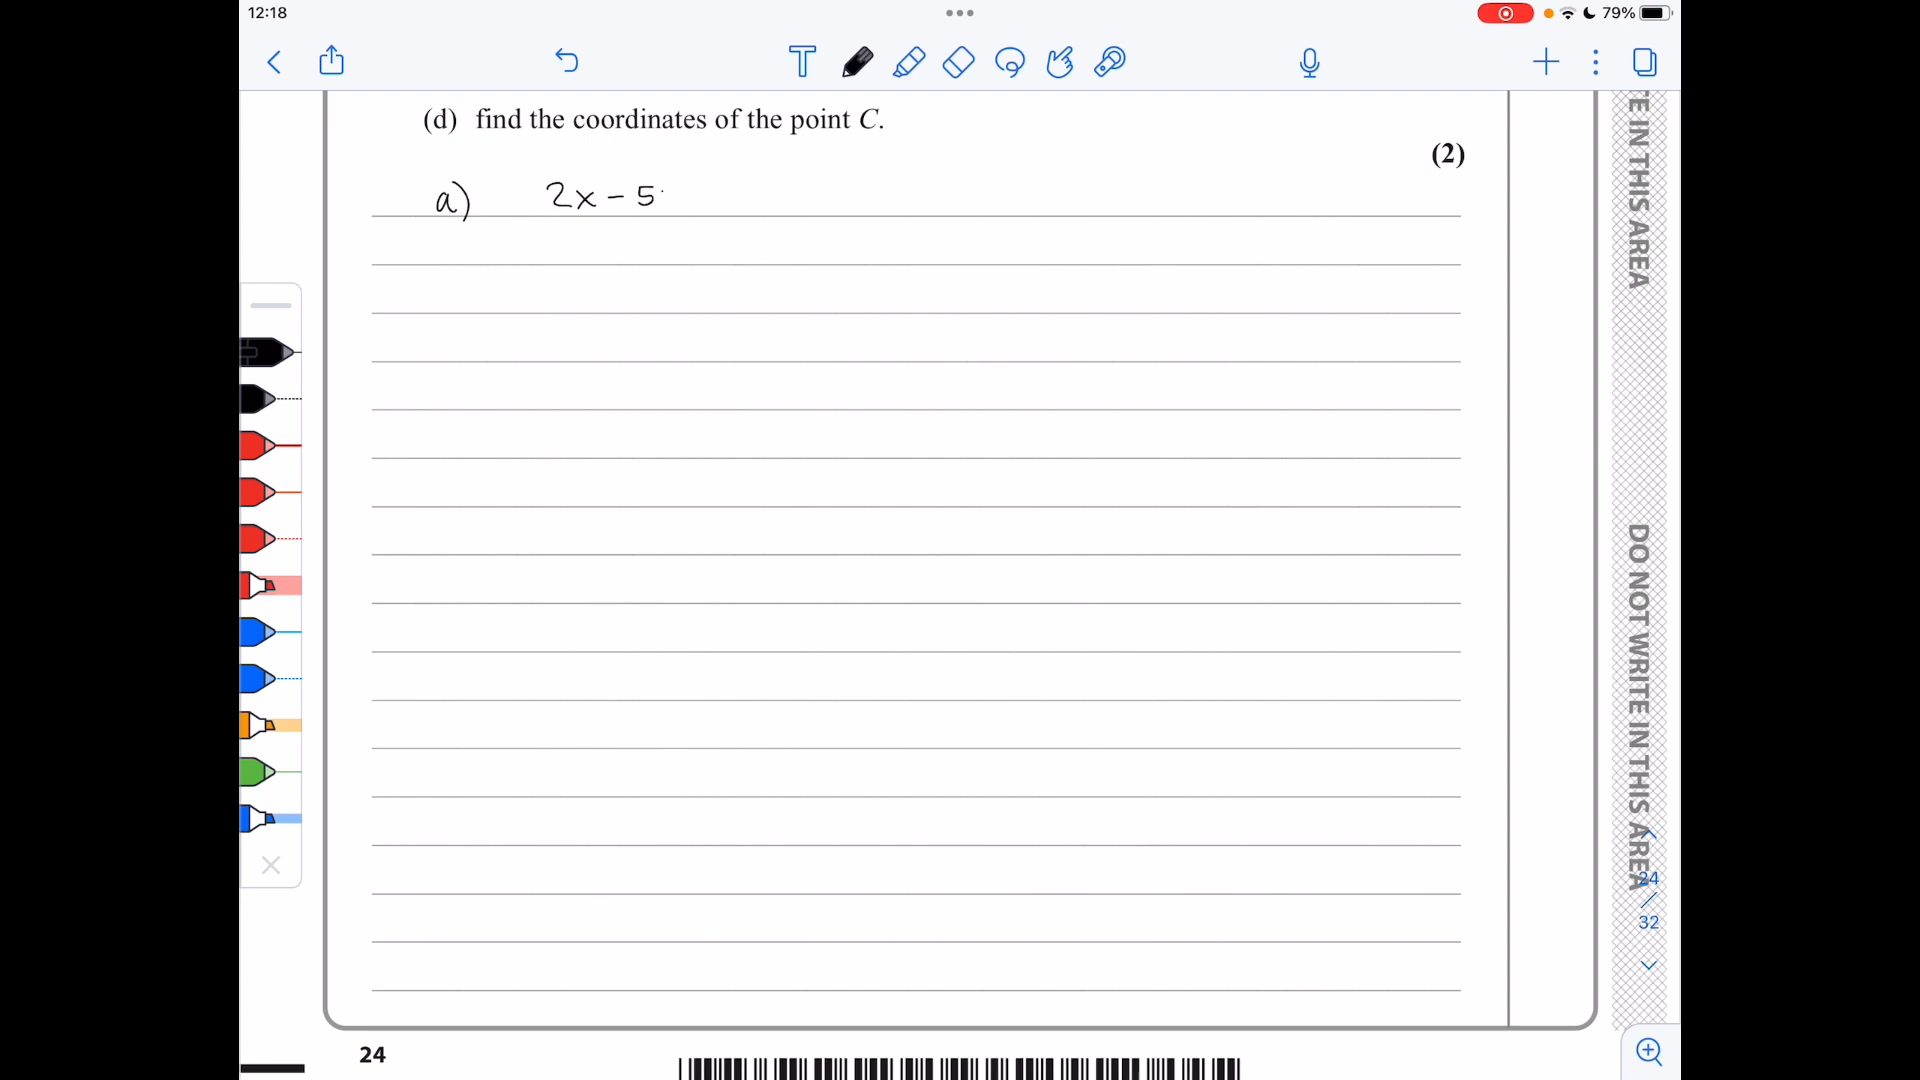 12:18
79%
(d) find the coordinates of the point C.
(2)
a) 2x - 5
E IN THIS AREA
DO NOT WRITE IN THIS AREA
24
/
32
24